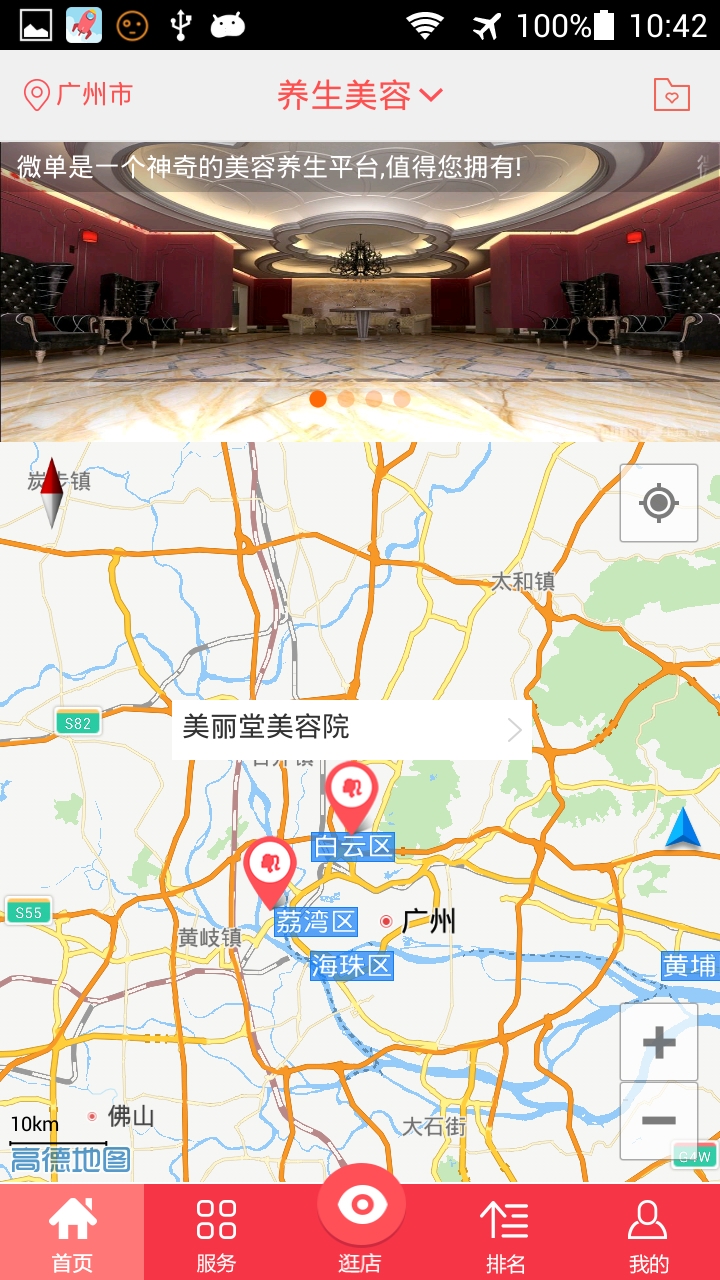 100% 10:42
广州市
养生美容
微单是一个神奇的美容养生平台,值得您拥有!
太和镇
S82
美丽堂美容院
白云区
S55
荔湾区
广州
黄岐镇
海珠区
黄埔
10km
佛山
大石街
高德地图
G4W
首页
服务
逛店
排名
我的